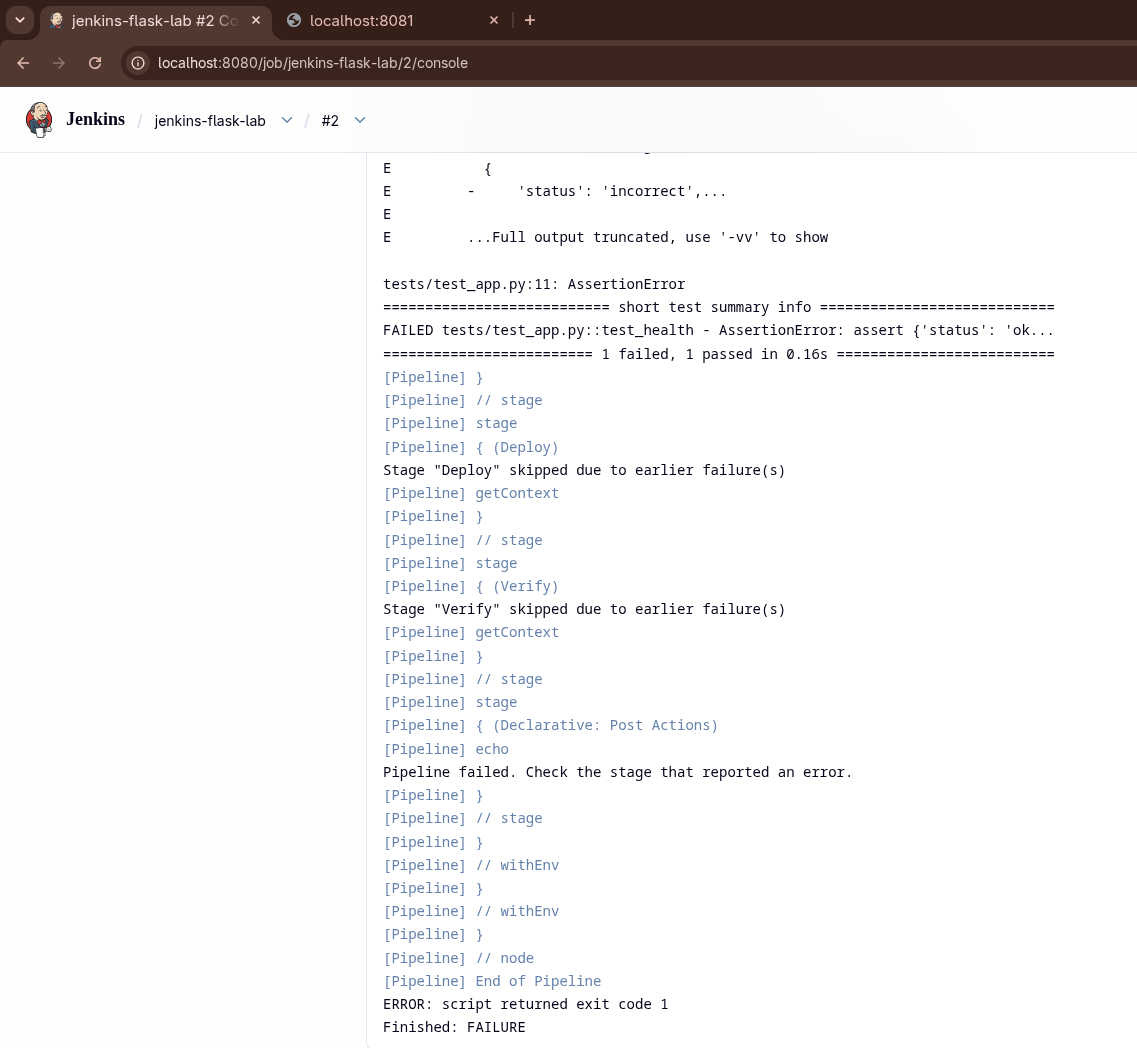 jenkins-flask-lab #2 Co
localhost:8081
localhost:8080/job/jenkins-flask-lab/2/console
Jenkins / jenkins-flask-lab / #2
E           {
E         -     'status': 'incorrect',...
E
E         ...Full output truncated, use '-vv' to show
tests/test_app.py:11: AssertionError
=========================== short test summary info ============================
FAILED tests/test_app.py::test_health - AssertionError: assert {'status': 'ok...
========================= 1 failed, 1 passed in 0.16s ==========================
[Pipeline] }
[Pipeline] // stage
[Pipeline] stage
[Pipeline] { (Deploy)
Stage "Deploy" skipped due to earlier failure(s)
[Pipeline] getContext
[Pipeline] }
[Pipeline] // stage
[Pipeline] stage
[Pipeline] { (Verify)
Stage "Verify" skipped due to earlier failure(s)
[Pipeline] getContext
[Pipeline] }
[Pipeline] // stage
[Pipeline] stage
[Pipeline] { (Declarative: Post Actions)
[Pipeline] echo
Pipeline failed. Check the stage that reported an error.
[Pipeline] }
[Pipeline] // stage
[Pipeline] }
[Pipeline] // withEnv
[Pipeline] }
[Pipeline] // withEnv
[Pipeline] }
[Pipeline] // node
[Pipeline] End of Pipeline
ERROR: script returned exit code 1
Finished: FAILURE